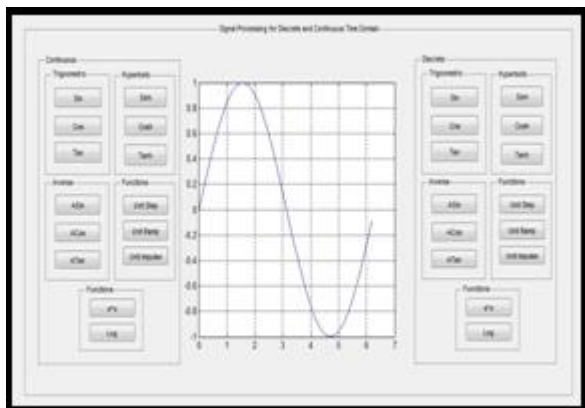 Signal Processing for Discrete and Continuous Time Domain
Continuous
Trigonometric
Hyperbolic
Sin
Sinh
Cos
Cosh
Tan
Tanh
Inverse
Functions
ASin
Unit Step
ACos
Unit Ramp
ATan
Unit Impulse
Functions
e^x
Log
1
0.8
0.6
0.4
0.2
0
-0.2
-0.4
-0.6
-0.8
-1
0 1 2 3 4 5 6 7
Discrete
Trigonometric
Hyperbolic
Sin
Sinh
Cos
Cosh
Tan
Tanh
Inverse
Functions
ASin
Unit Step
ACos
Unit Ramp
ATan
Unit Impulse
Functions
e^x
Log